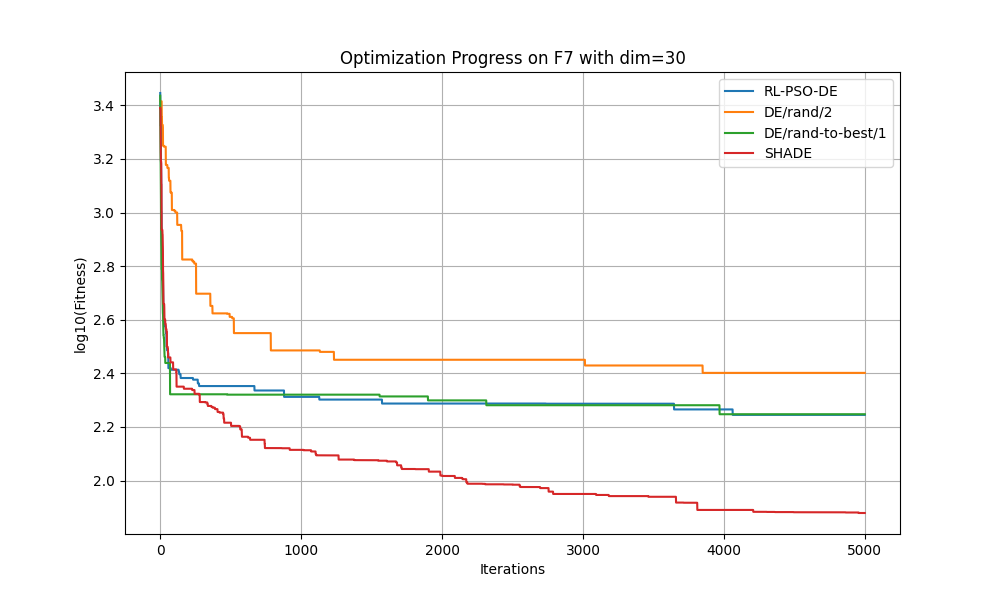 Optimization Progress on F7 with dim=30
log10(Fitness)
3.4
3.2
3.0
2.8
2.6
2.4
2.2
2.0
RL-PSO-DE
DE/rand/2
DE/rand-to-best/1
SHADE
0 1000 2000 3000 4000 5000
Iterations